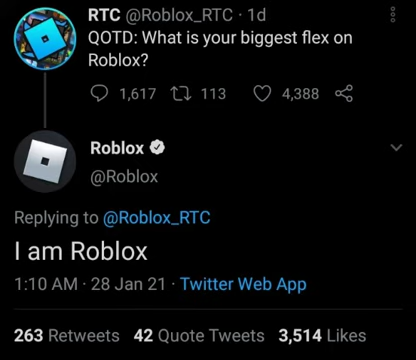 RTC @Roblox_RTC · 1d
QOTD: What is your biggest flex on
Roblox?
1,617 113 4,388
Roblox
@Roblox
Replying to @Roblox_RTC
I am Roblox
1:10 AM · 28 Jan 21 · Twitter Web App
263 Retweets 42 Quote Tweets 3,514 Likes